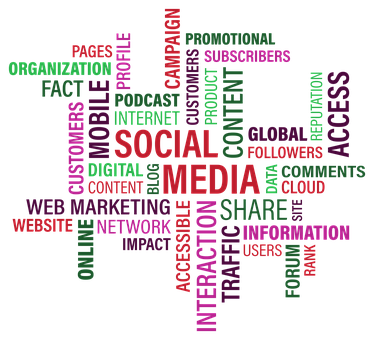 PAGES
PROFILE
CAMPAIGN
PROMOTIONAL
SUBSCRIBERS
ORGANIZATION
FACT
MOBILE
PODCAST
INTERNET
CUSTOMERS
PRODUCT
CONTENT
REPUTATION
ACCESS
GLOBAL
FOLLOWERS
CUSTOMERS
SOCIAL
MEDIA
DIGITAL
CONTENT
BLOG
DATA
COMMENTS
CLOUD
WEB MARKETING
WEBSITE
ONLINE
NETWORK
IMPACT
ACCESSIBLE
INTERACTION
SHARE
SITE
TRAFFIC
INFORMATION
USERS
FORUM
RANK